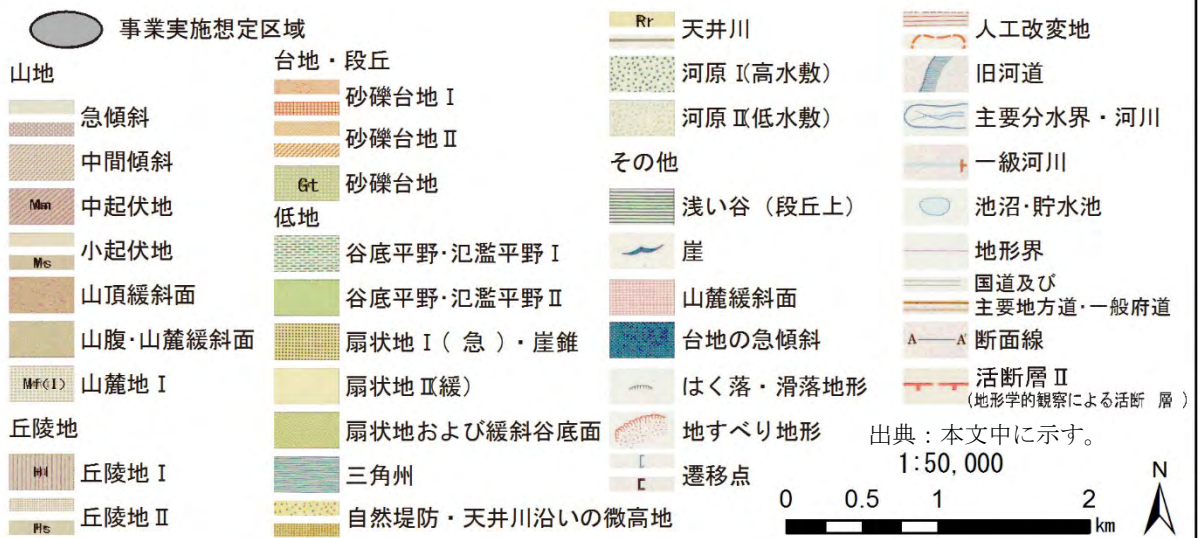 事業実施想定区域
山地
急傾斜
中間傾斜
Mm 中起伏地
小起伏地
Ms
山頂緩斜面
山腹・山麓緩斜面
Mf(I) 山麓地 I
丘陵地
丘陵地 I
丘陵地 II
Hs
台地・段丘
砂礫台地 I
砂礫台地 II
Gt 砂礫台地
低地
谷底平野・氾濫平野 I
谷底平野・氾濫平野 II
扇状地 I (急)・崖錐
扇状地 II(緩)
扇状地および緩斜谷底面
三角州
自然堤防・天井川沿いの微高地
Rr 天井川
河原 I(高水敷)
河原 II(低水敷)
その他
浅い谷(段丘上)
崖
山麓緩斜面
台地の急傾斜
はく落・滑落地形
地すべり地形
遷移点
人工改変地
旧河道
主要分水界・河川
一級河川
池沼・貯水池
地形界
国道及び
主要地方道・一般府道
A A' 断面線
活断層 II
(地形学的観察による活断 層 )
出典:本文中に示す。
1:50,000
0 0.5 1 2
km
N